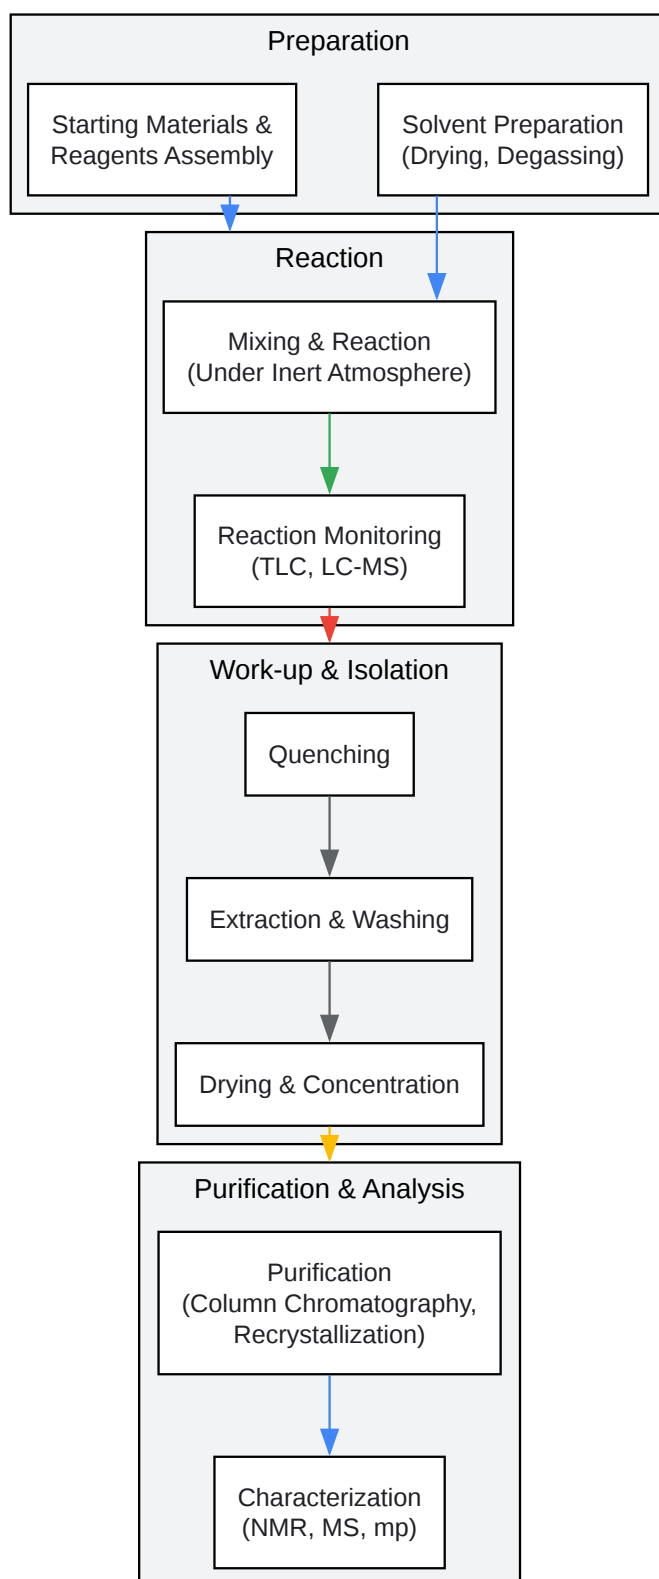 Preparation
Starting Materials &
Reagents Assembly
Solvent Preparation
(Drying, Degassing)
Reaction
Mixing & Reaction
(Under Inert Atmosphere)
Reaction Monitoring
(TLC, LC-MS)
Work-up & Isolation
Quenching
Extraction & Washing
Drying & Concentration
Purification & Analysis
Purification
(Column Chromatography,
Recrystallization)
Characterization
(NMR, MS, mp)